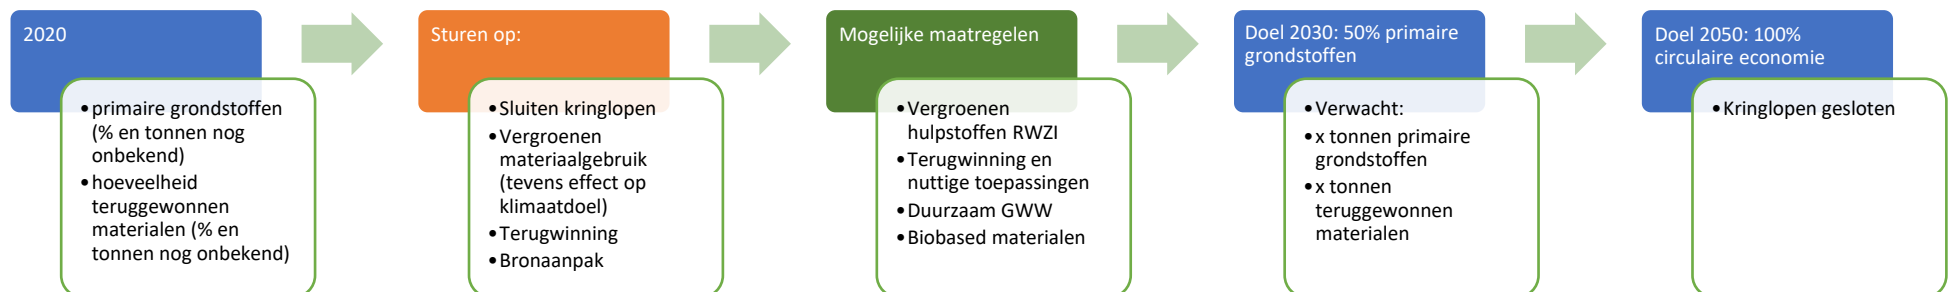 2020
• primaire grondstoffen
(% en tonnen nog
onbekend)
• hoeveelheid
teruggewonnen
materialen (% en
tonnen nog onbekend)
Sturen op:
• Sluiten kringlopen
• Vergroenen
materiaalgebruik
(tevens effect op
klimaatdoel)
• Terugwinning
• Bronaanpak
Mogelijke maatregelen
• Vergroenen
hulpstoffen RWZI
• Terugwinning en
nuttige toepassingen
• Duurzaam GWW
• Biobased materialen
Doel 2030: 50% primaire
grondstoffen
• Verwacht:
• x tonnen primaire
grondstoffen
• x tonnen
teruggewonnen
materialen
Doel 2050: 100%
circulaire economie
• Kringlopen gesloten